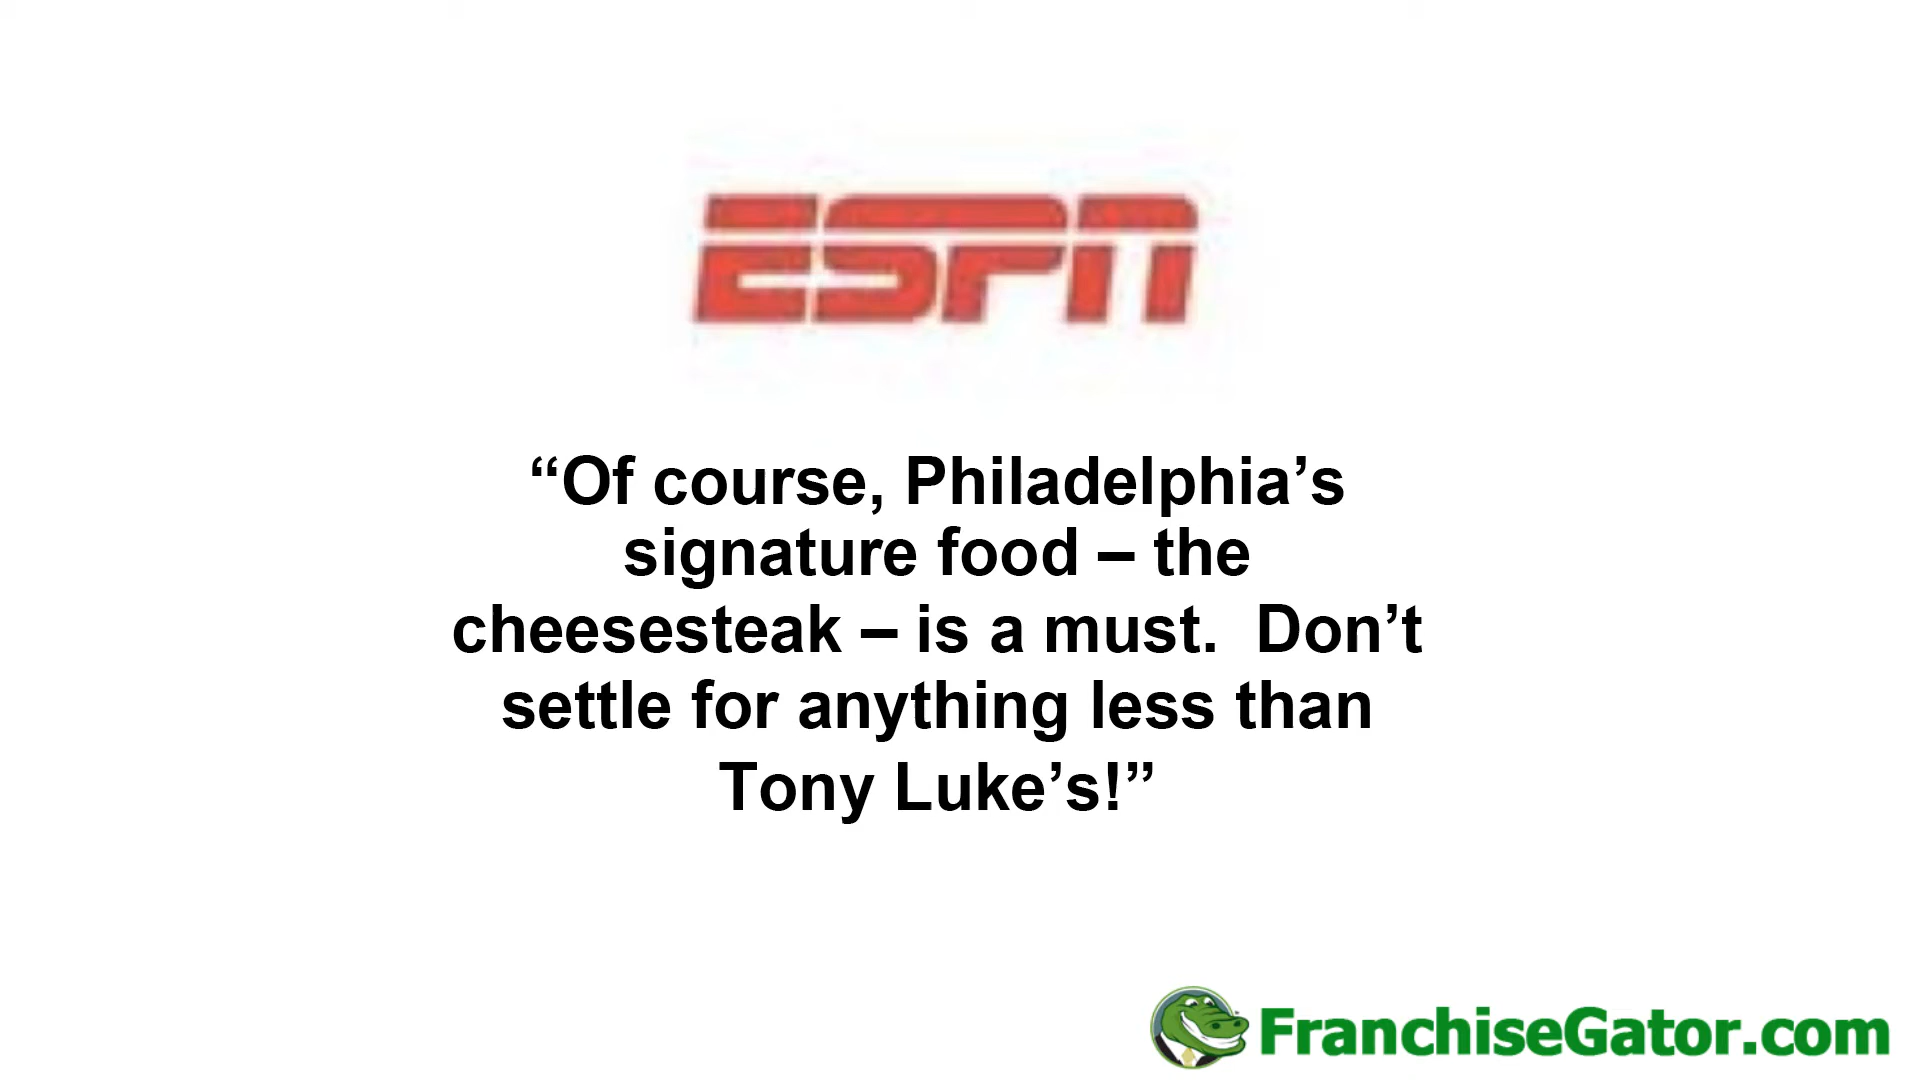 ESPN
“Of course, Philadelphia’s
signature food – the
cheesesteak – is a must.  Don’t
settle for anything less than
Tony Luke’s!”
FranchiseGator.com